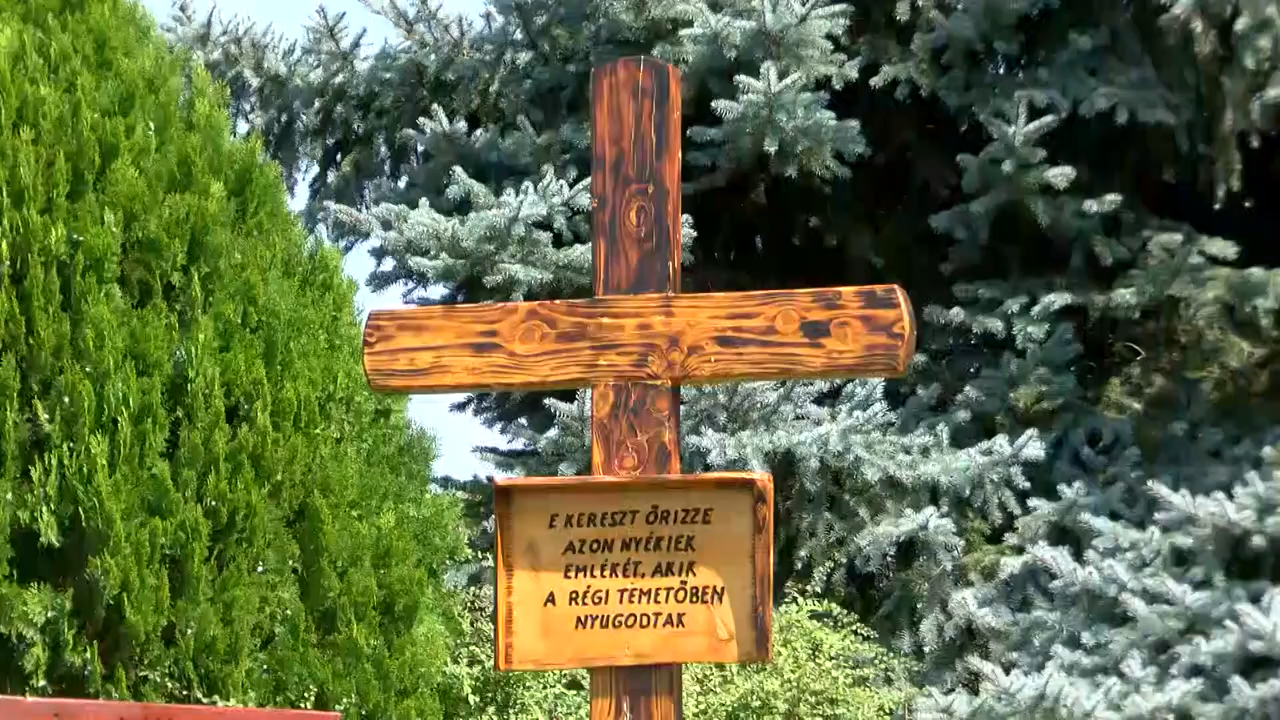 E KERESZT ŐRIZZE
AZON NYÉKIEK
EMLÉKÉT, AKIK
A RÉGI TEMETŐBEN
NYUGODTAK